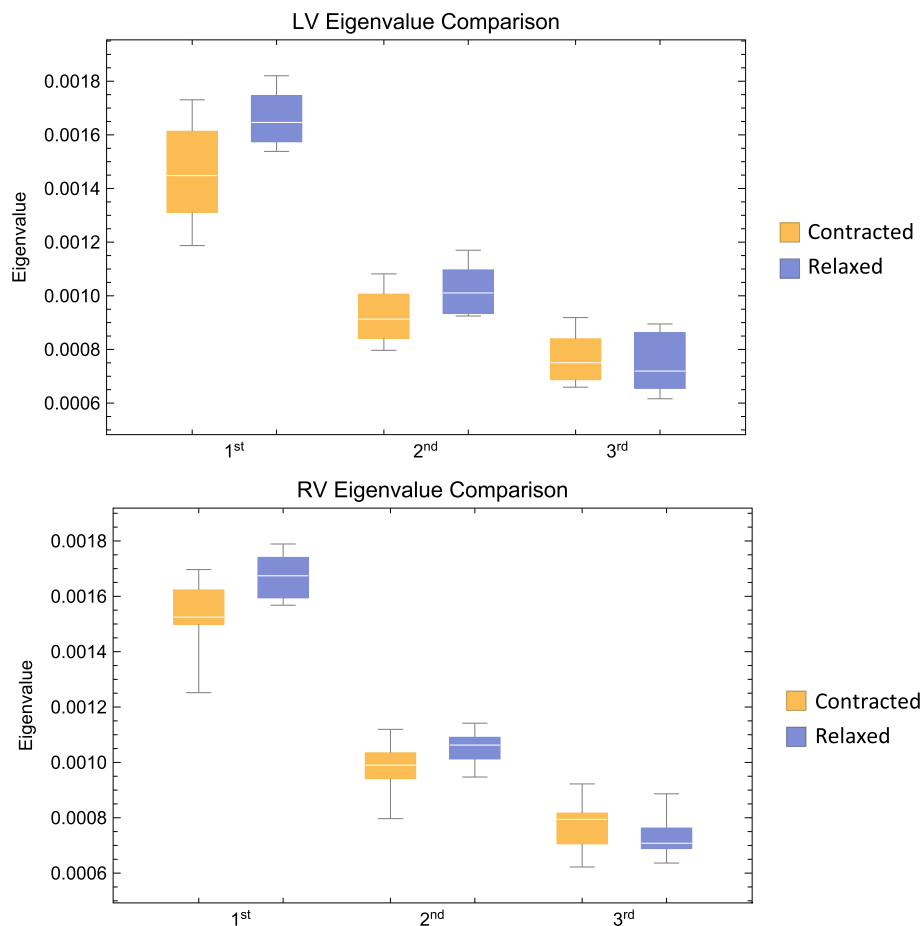 LV Eigenvalue Comparison
0.0018
0.0016
0.0014
0.0012
0.0010
0.0008
0.0006
Eigenvalue
1st
2nd
3rd
Contracted
Relaxed
RV Eigenvalue Comparison
0.0018
0.0016
0.0014
0.0012
0.0010
0.0008
0.0006
Eigenvalue
1st
2nd
3rd
Contracted
Relaxed